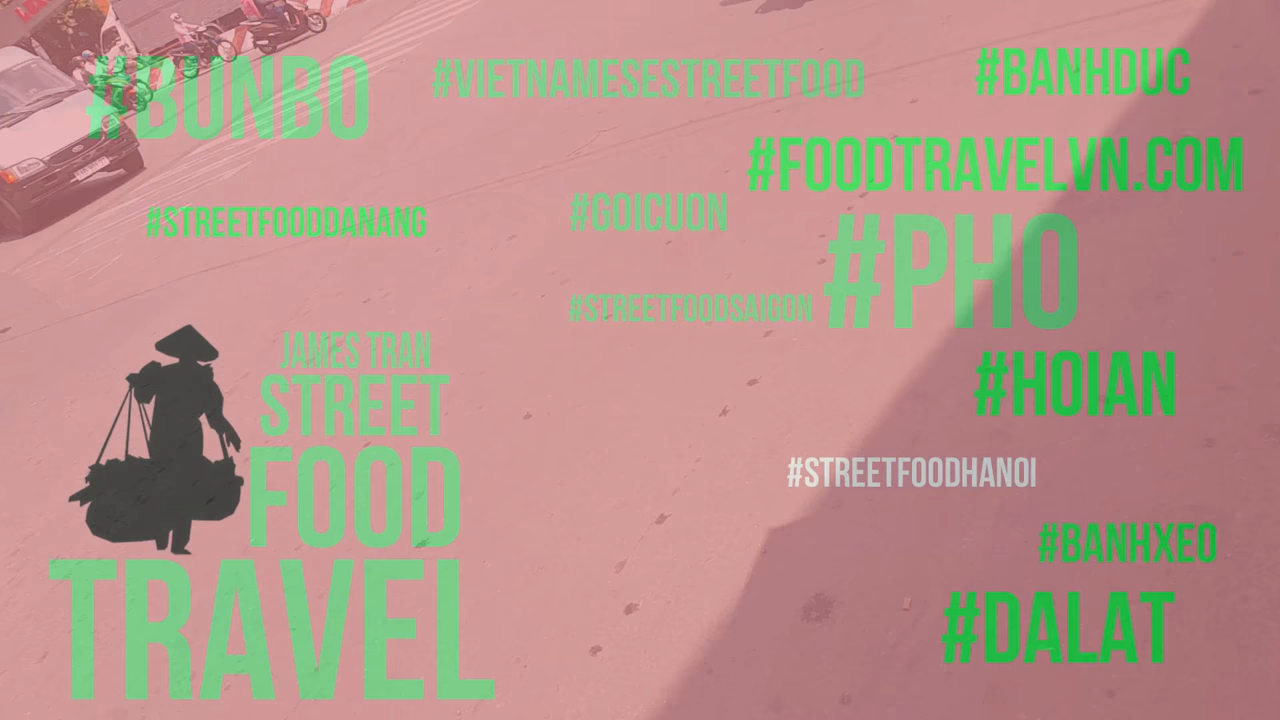 #BUNBO
#VIETNAMESESTREETFOOD
#BANHDUC
#FOODTRAVELVN.COM
#STREETFOODDANANG
#GOICUON
#PHO
#STREETFOODSAIGON
JAMES TRAN
STREET
FOOD
TRAVEL
#HOIAN
#STREETFOODHANOI
#BANHXEO
#DALAT